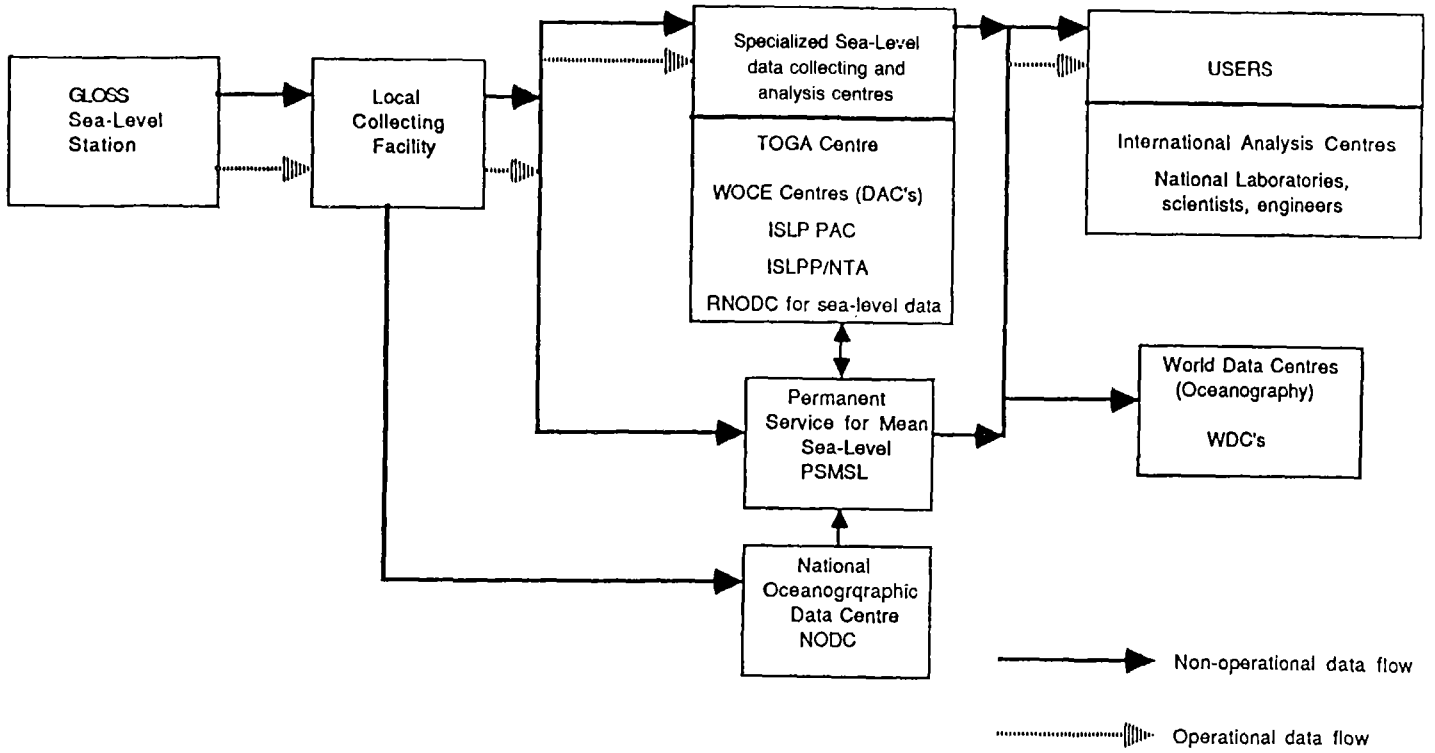 GLOSS
Sea-Level
Station
Local
Collecting
Facility
Specialized Sea-Level
data collecting and
analysis centres
TOGA Centre
WOCE Centres (DAC's)
ISLP PAC
ISLPP/NTA
RNODC for sea-level data
USERS
International Analysis Centres
National Laboratories,
scientists, engineers
Permanent
Service for Mean
Sea-Level
PSMSL
World Data Centres
(Oceanography)
WDC's
National
Oceanogrqraphic
Data Centre
NODC
Non-operational data flow
Operational data flow